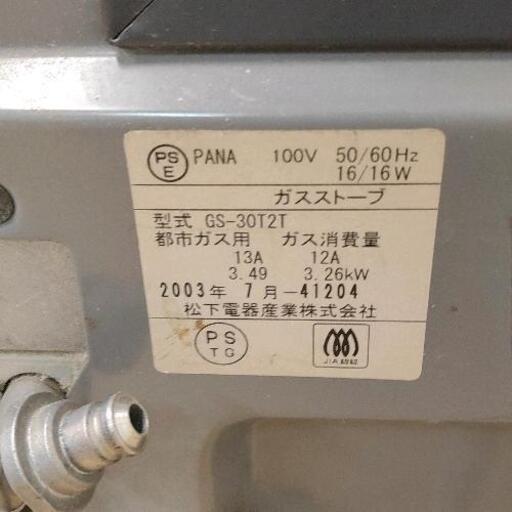 PS E PANA 100V 50/60Hz
16/16W
ガスストーブ
型式 GS-30T2T
都市ガス用 ガス消費量
13A 12A
3.49 3.26kW
2003年 7月-41204
松下電器産業株式会社
PS TG
JIA